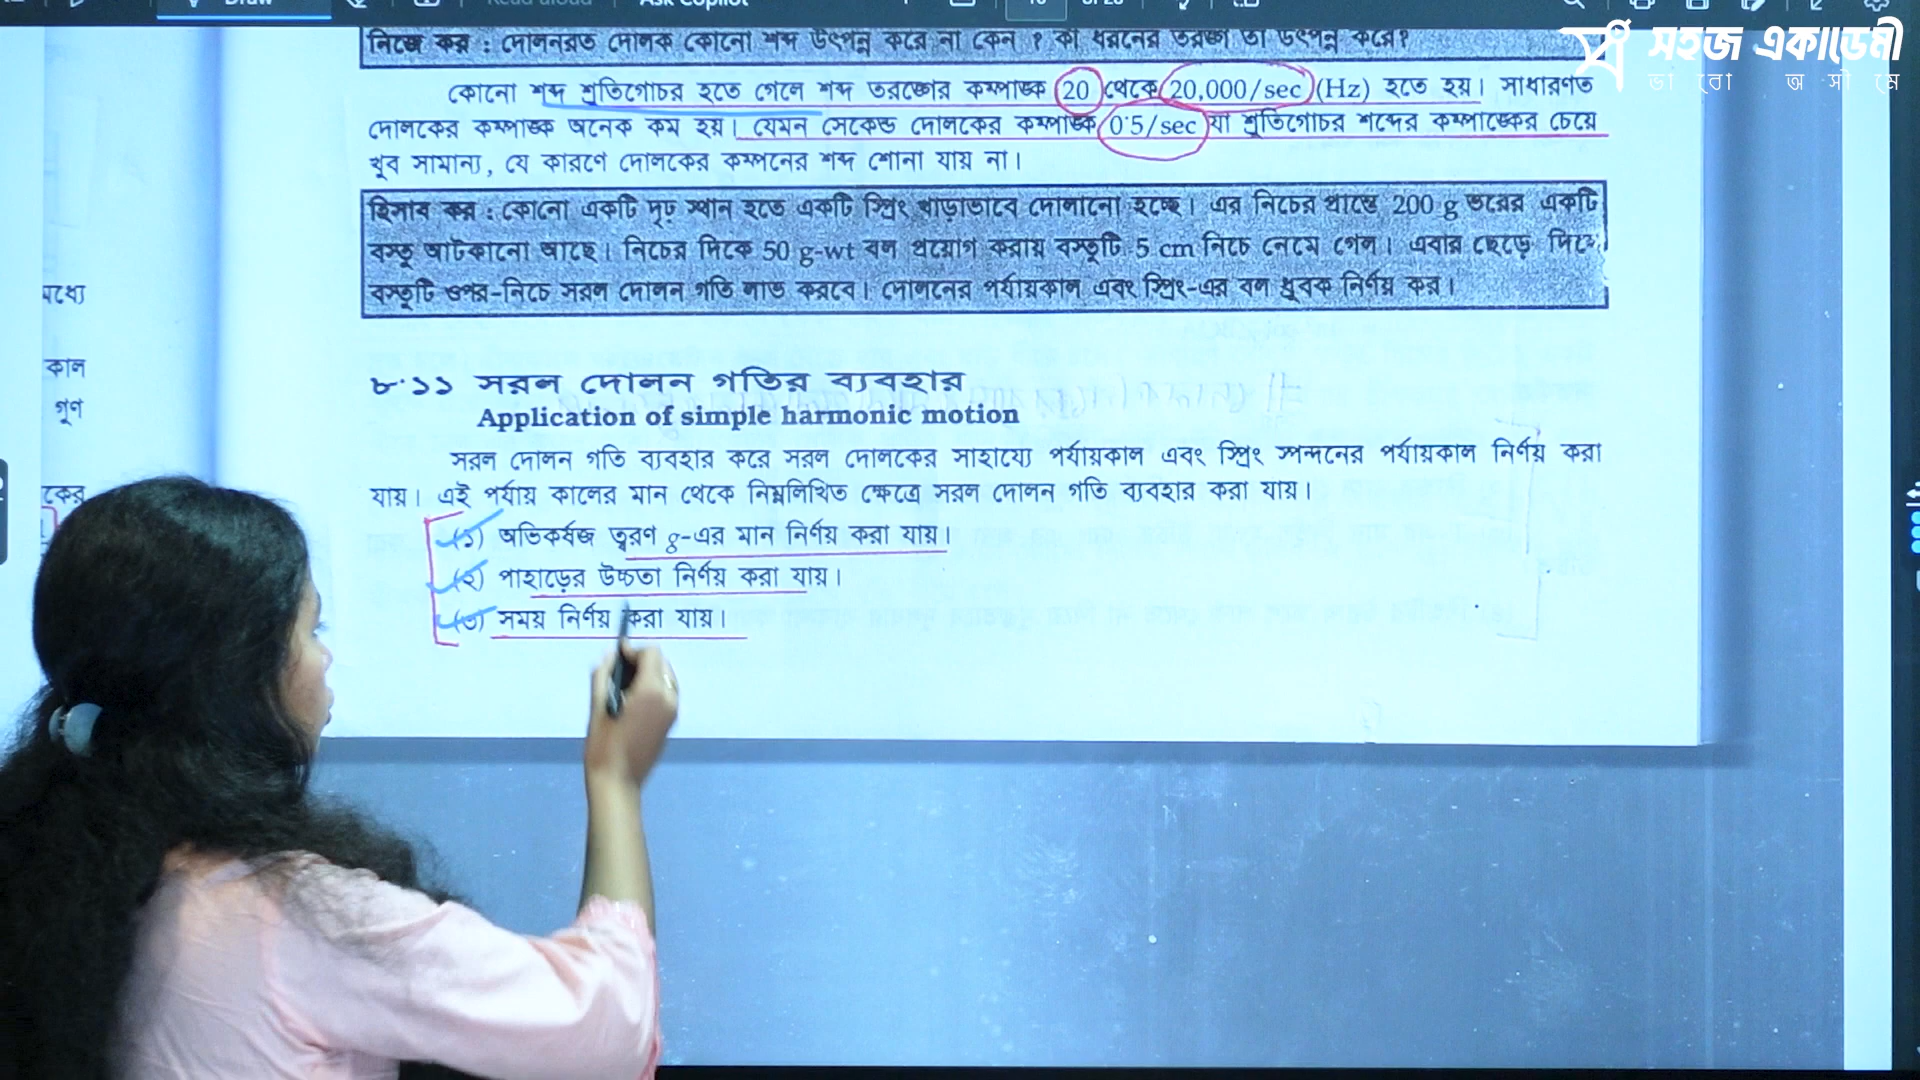 Draw
Read aloud
Ask Copilot
সহজ একাডেমী
ভাবো অসীমে
নিজে কর : দোলনরত দোলক কোনো শব্দ উৎপন্ন করে না কেন ? কী ধরনের তরঙ্গ তা উৎপন্ন করে?
কোনো শব্দ শ্রুতিগোচর হতে গেলে শব্দ তরঙ্গের কম্পাঙ্ক 20 থেকে 20,000/sec (Hz) হতে হয়। সাধারণত
দোলকের কম্পাঙ্ক অনেক কম হয়। যেমন সেকেন্ড দোলকের কম্পাঙ্ক 0·5/sec যা শ্রুতিগোচর শব্দের কম্পাঙ্কের চেয়ে
খুব সামান্য, যে কারণে দোলকের কম্পনের শব্দ শোনা যায় না।
হিসাব কর : কোনো একটি দৃঢ় স্থান হতে একটি স্প্রিং খাড়াভাবে দোলানো হচ্ছে। এর নিচের প্রান্তে 200 g ভরের একটি
বস্তু আটকানো আছে। নিচের দিকে 50 g-wt বল প্রয়োগ করায় বস্তুটি 5 cm নিচে নেমে গেল। এবার ছেড়ে দিলে
বস্তুটি ওপর-নিচে সরল দোলন গতি লাভ করবে। দোলনের পর্যায়কাল এবং স্প্রিং-এর বল ধ্রুবক নির্ণয় কর।
মধ্যে
কাল
গুণ
কের
৮·১১ সরল দোলন গতির ব্যবহার
Application of simple harmonic motion
সরল দোলন গতি ব্যবহার করে সরল দোলকের সাহায্যে পর্যায়কাল এবং স্প্রিং স্পন্দনের পর্যায়কাল নির্ণয় করা
যায়। এই পর্যায় কালের মান থেকে নিম্নলিখিত ক্ষেত্রে সরল দোলন গতি ব্যবহার করা যায়।
(১) অভিকর্ষজ ত্বরণ g-এর মান নির্ণয় করা যায়।
(২) পাহাড়ের উচ্চতা নির্ণয় করা যায়।
(৩) সময় নির্ণয় করা যায়।